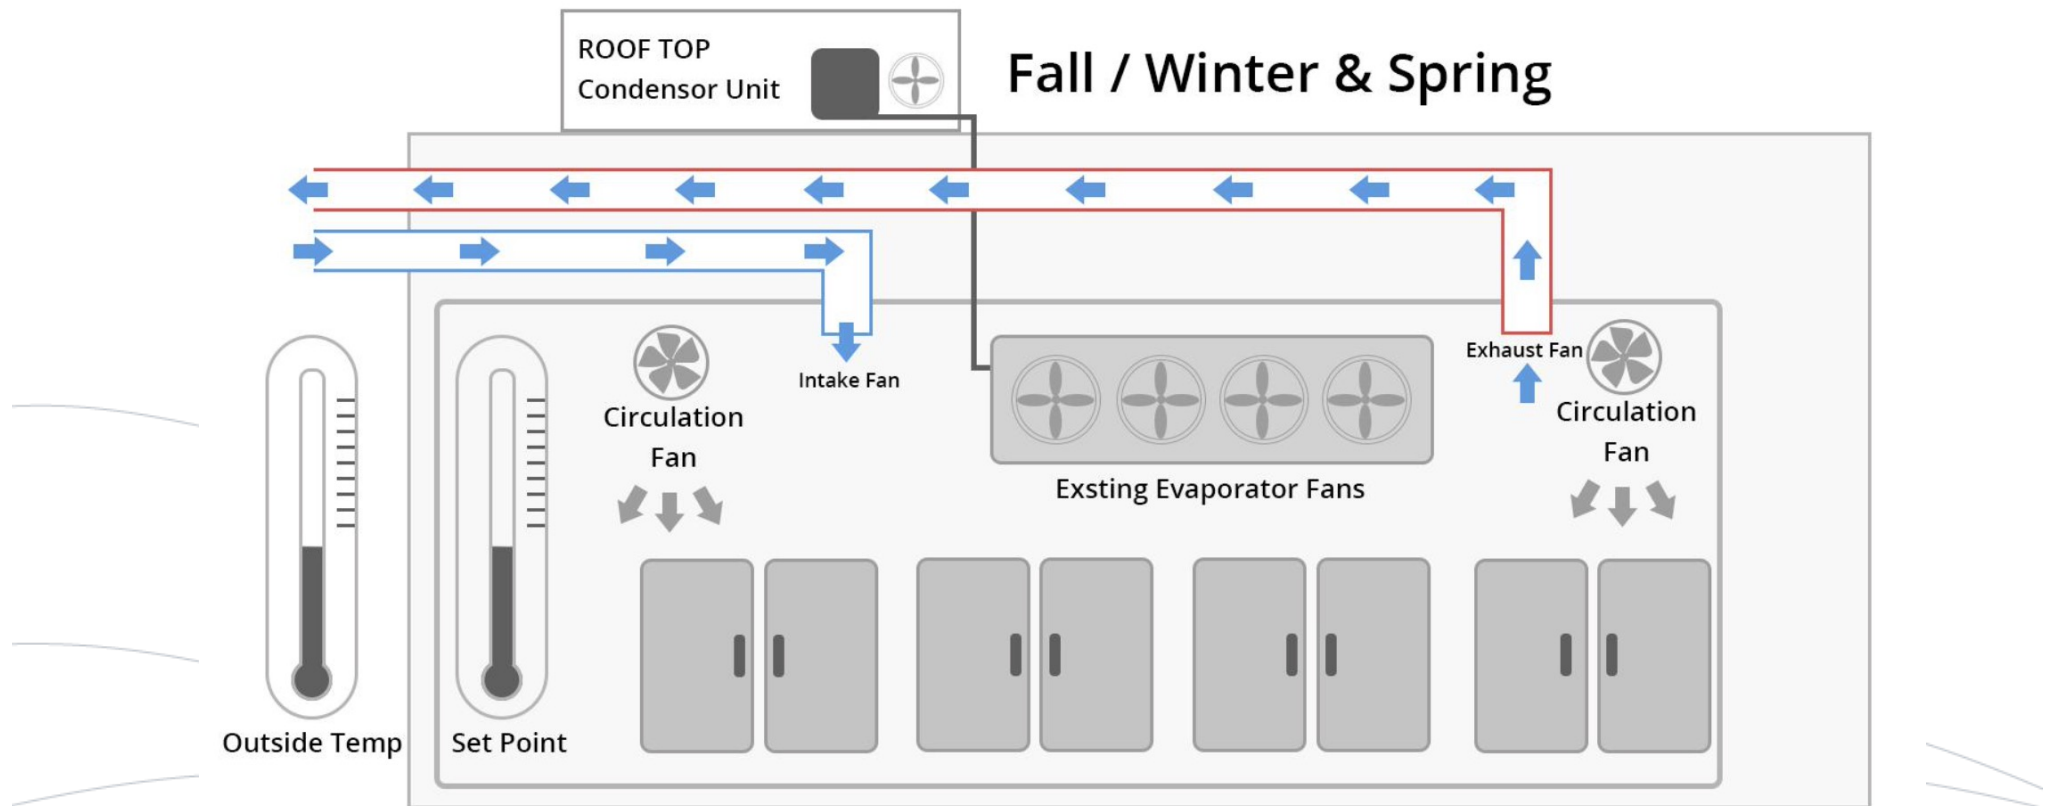 ROOF TOP
Condensor Unit
Fall / Winter & Spring
Intake Fan
Exhaust Fan
Circulation
Fan
Circulation
Fan
Exsting Evaporator Fans
Outside Temp
Set Point